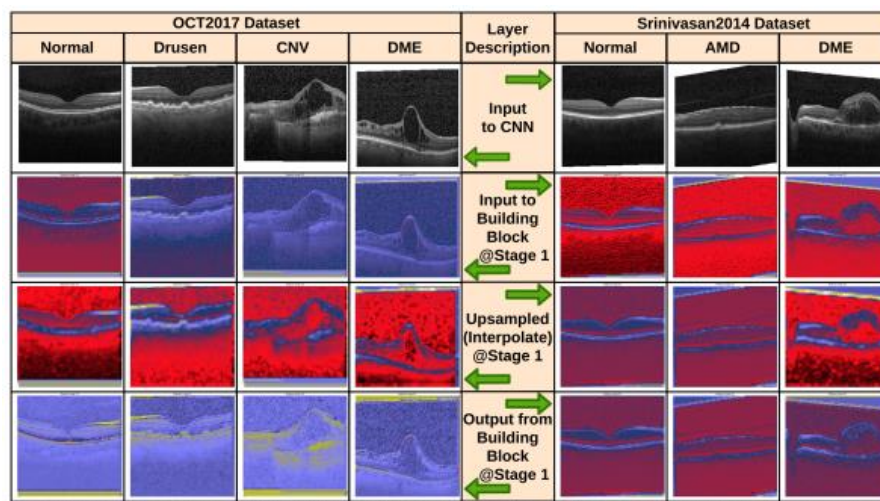 OCT2017 Dataset
Layer
Description
Srinivasan2014 Dataset
Normal
Drusen
CNV
DME
Normal
AMD
DME
Input
to CNN
Input to
Building
Block
@Stage 1
Upsampled
(Interpolate)
@Stage 1
Output from
Building
Block
@Stage 1